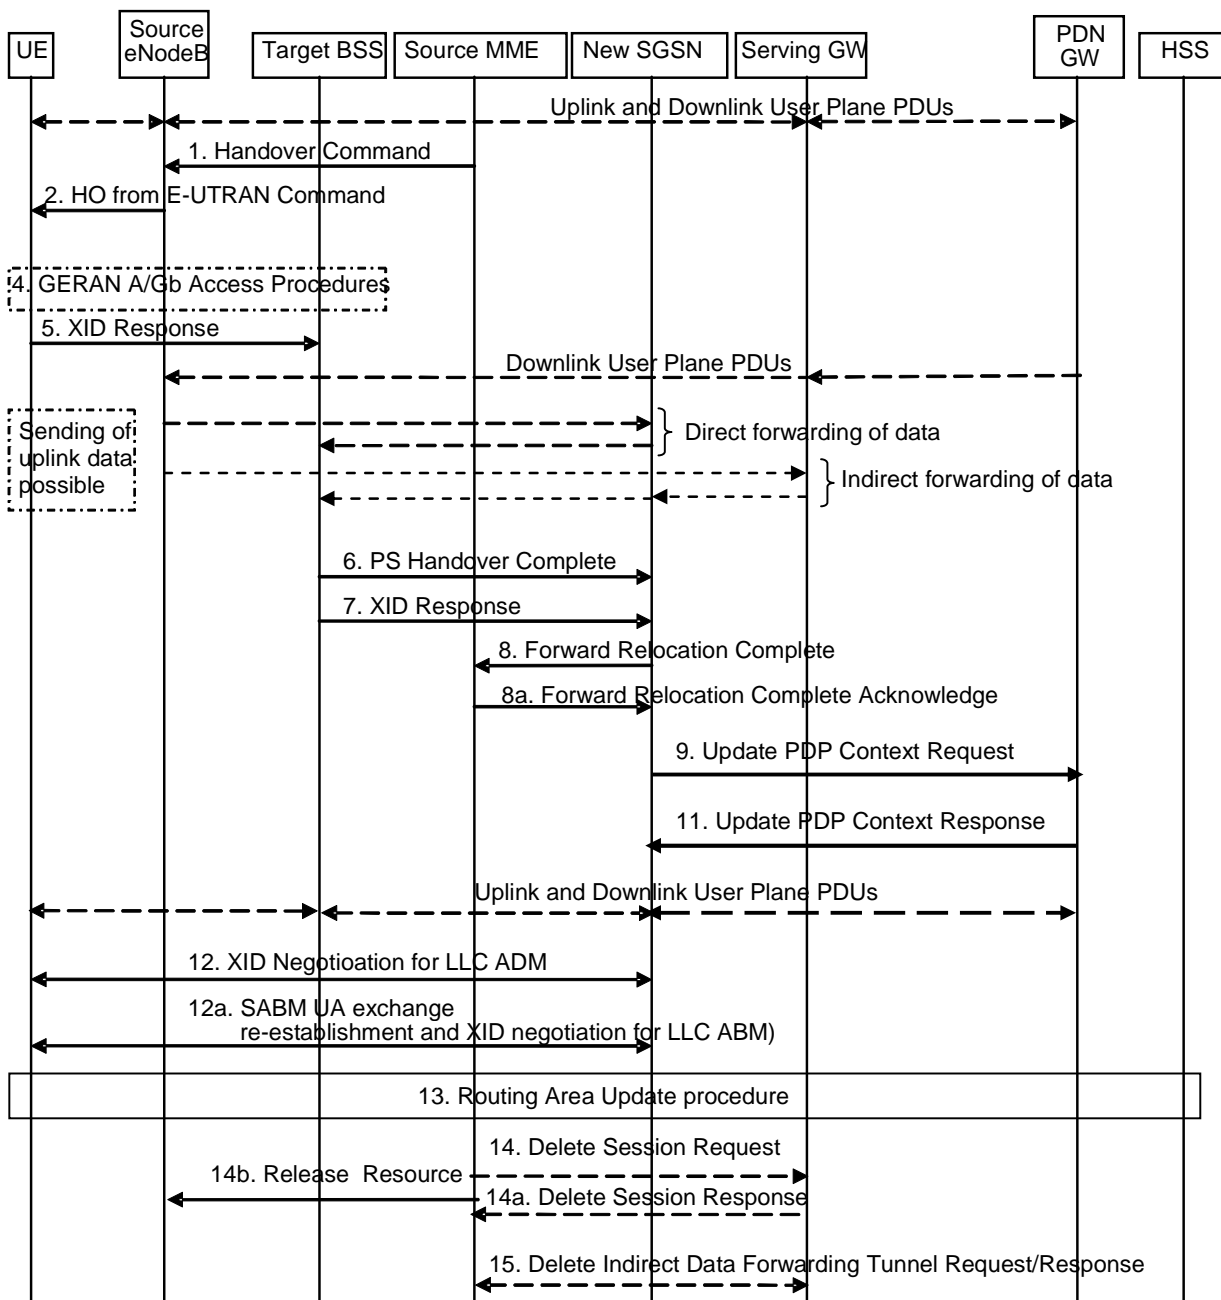 UE
Source
eNodeB
Target BSS
Source MME
New SGSN
Serving GW
PDN
GW
HSS
Uplink and Downlink User Plane PDUs
1. Handover Command
2. HO from E-UTRAN Command
4. GERAN A/Gb Access Procedures
5. XID Response
Downlink User Plane PDUs
Sending of
uplink data
possible
Direct forwarding of data
Indirect forwarding of data
6. PS Handover Complete
7. XID Response
8. Forward Relocation Complete
8a. Forward Relocation Complete Acknowledge
9. Update PDP Context Request
11. Update PDP Context Response
Uplink and Downlink User Plane PDUs
12. XID Negotioation for LLC ADM
12a. SABM UA exchange
re-establishment and XID negotiation for LLC ABM)
13. Routing Area Update procedure
14. Delete Session Request
14b. Release Resource
14a. Delete Session Response
15. Delete Indirect Data Forwarding Tunnel Request/Response